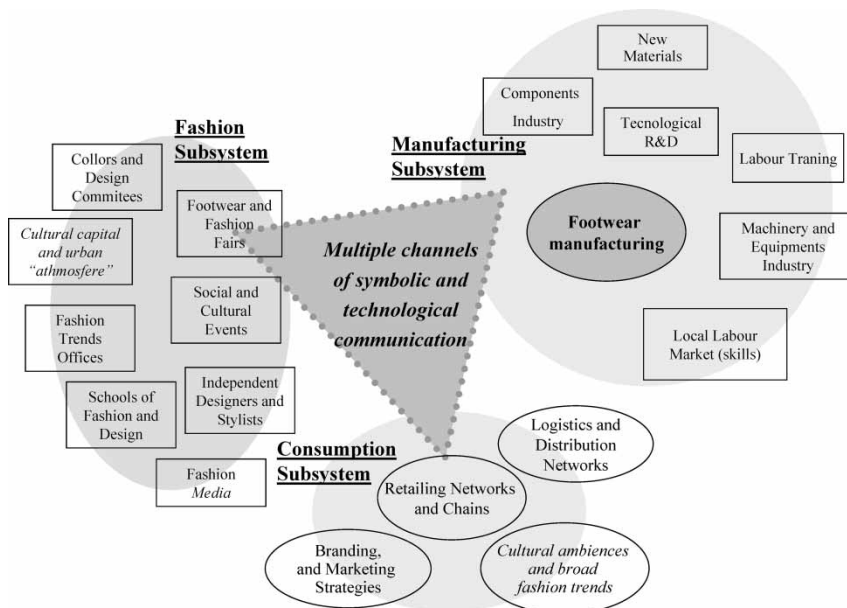 New
Materials
Components
Industry
Tecnological
R&D
Labour Traning
Machinery and
Equipments
Industry
Local Labour
Market (skills)
Footwear
manufacturing
Manufacturing
Subsystem
Fashion
Subsystem
Collors and
Design
Commitees
Footwear and
Fashion
Fairs
Cultural capital
and urban
“athmosfere”
Social and
Cultural
Events
Fashion
Trends
Offices
Schools of
Fashion and
Design
Independent
Designers and
Stylists
Fashion
Media
Multiple channels
of symbolic and
technological
communication
Consumption
Subsystem
Logistics and
Distribution
Networks
Retailing Networks
and Chains
Branding,
and Marketing
Strategies
Cultural ambiences
and broad
fashion trends